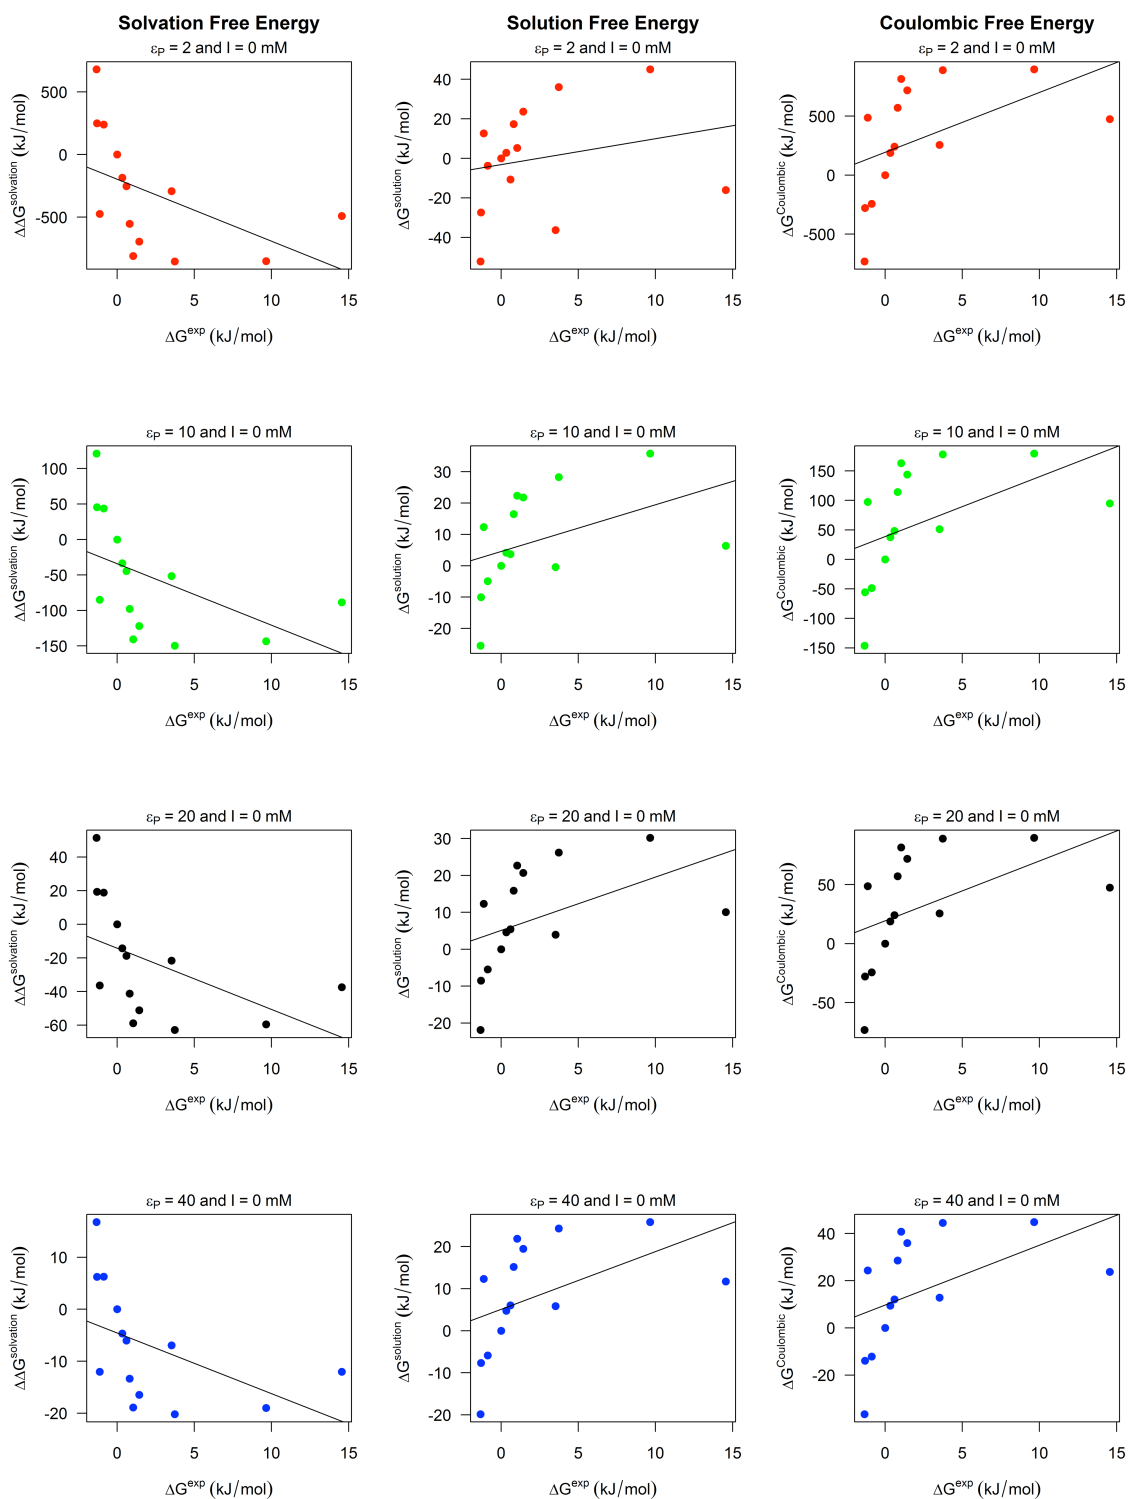 Solvation Free Energy
Solution Free Energy
Coulombic Free Energy
εP = 2 and I = 0 mM
εP = 2 and I = 0 mM
εP = 2 and I = 0 mM
ΔΔGsolvation (kJ/mol)
500
0
-500
0 5 10 15
ΔGexp (kJ/mol)
ΔGsolution (kJ/mol)
40
20
0
-20
-40
0 5 10 15
ΔGexp (kJ/mol)
ΔGCoulombic (kJ/mol)
500
0
-500
0 5 10 15
ΔGexp (kJ/mol)
εP = 10 and I = 0 mM
εP = 10 and I = 0 mM
εP = 10 and I = 0 mM
ΔΔGsolvation (kJ/mol)
100
50
0
-50
-100
-150
0 5 10 15
ΔGexp (kJ/mol)
ΔGsolution (kJ/mol)
30
20
10
0
-10
-20
0 5 10 15
ΔGexp (kJ/mol)
ΔGCoulombic (kJ/mol)
150
100
50
0
-50
-100
-150
0 5 10 15
ΔGexp (kJ/mol)
εP = 20 and I = 0 mM
εP = 20 and I = 0 mM
εP = 20 and I = 0 mM
ΔΔGsolvation (kJ/mol)
40
20
0
-20
-40
-60
0 5 10 15
ΔGexp (kJ/mol)
ΔGsolution (kJ/mol)
30
20
10
0
-10
-20
0 5 10 15
ΔGexp (kJ/mol)
ΔGCoulombic (kJ/mol)
50
0
-50
0 5 10 15
ΔGexp (kJ/mol)
εP = 40 and I = 0 mM
εP = 40 and I = 0 mM
εP = 40 and I = 0 mM
ΔΔGsolvation (kJ/mol)
10
0
-10
-20
0 5 10 15
ΔGexp (kJ/mol)
ΔGsolution (kJ/mol)
20
10
0
-10
-20
0 5 10 15
ΔGexp (kJ/mol)
ΔGCoulombic (kJ/mol)
40
20
0
-20
0 5 10 15
ΔGexp (kJ/mol)